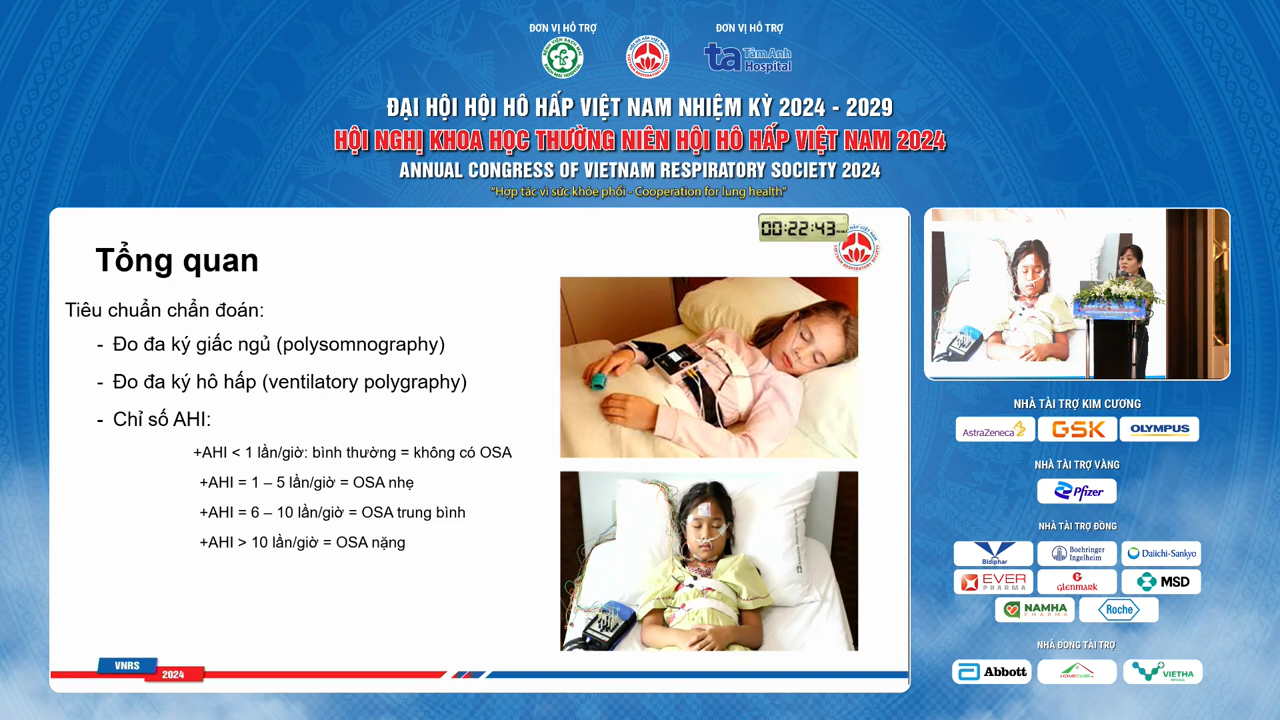 ĐƠN VỊ HỖ TRỢ
ĐƠN VỊ HỖ TRỢ
ta Tâm Anh Hospital
ĐẠI HỘI HỘI HÔ HẤP VIỆT NAM NHIỆM KỲ 2024 - 2029
HỘI NGHỊ KHOA HỌC THƯỜNG NIÊN HỘI HÔ HẤP VIỆT NAM 2024
ANNUAL CONGRESS OF VIETNAM RESPIRATORY SOCIETY 2024
"Hợp tác vì sức khỏe phổi - Cooperation for lung health"
00:22:43
Tổng quan
Tiêu chuẩn chẩn đoán:
- Đo đa ký giấc ngủ (polysomnography)
- Đo đa ký hô hấp (ventilatory polygraphy)
- Chỉ số AHI:
+AHI < 1 lần/giờ: bình thường = không có OSA
+AHI = 1 – 5 lần/giờ = OSA nhẹ
+AHI = 6 – 10 lần/giờ = OSA trung bình
+AHI > 10 lần/giờ = OSA nặng
VNRS
2024
NHÀ TÀI TRỢ KIM CƯƠNG
AstraZeneca GSK OLYMPUS
NHÀ TÀI TRỢ VÀNG
Pfizer
NHÀ TÀI TRỢ ĐỒNG
Bidiphar Boehringer Ingelheim Daiichi-Sankyo
EVER PHARMA GLENMARK MSD
NAMHA PHARMA Roche
NHÀ ĐỒNG TÀI TRỢ
Abbott HOMECARE VIETHA